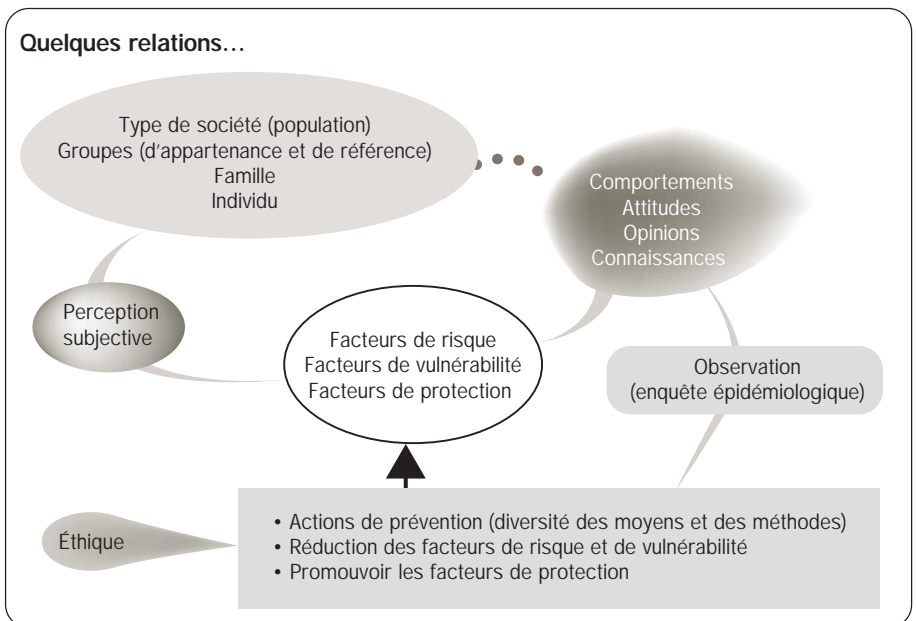 Quelques relations…
Type de société (population)
Groupes (d'appartenance et de référence)
Famille
Individu
Comportements
Attitudes
Opinions
Connaissances
Perception
subjective
Facteurs de risque
Facteurs de vulnérabilité
Facteurs de protection
Observation
(enquête épidémiologique)
Éthique
• Actions de prévention (diversité des moyens et des méthodes)
• Réduction des facteurs de risque et de vulnérabilité
• Promouvoir les facteurs de protection